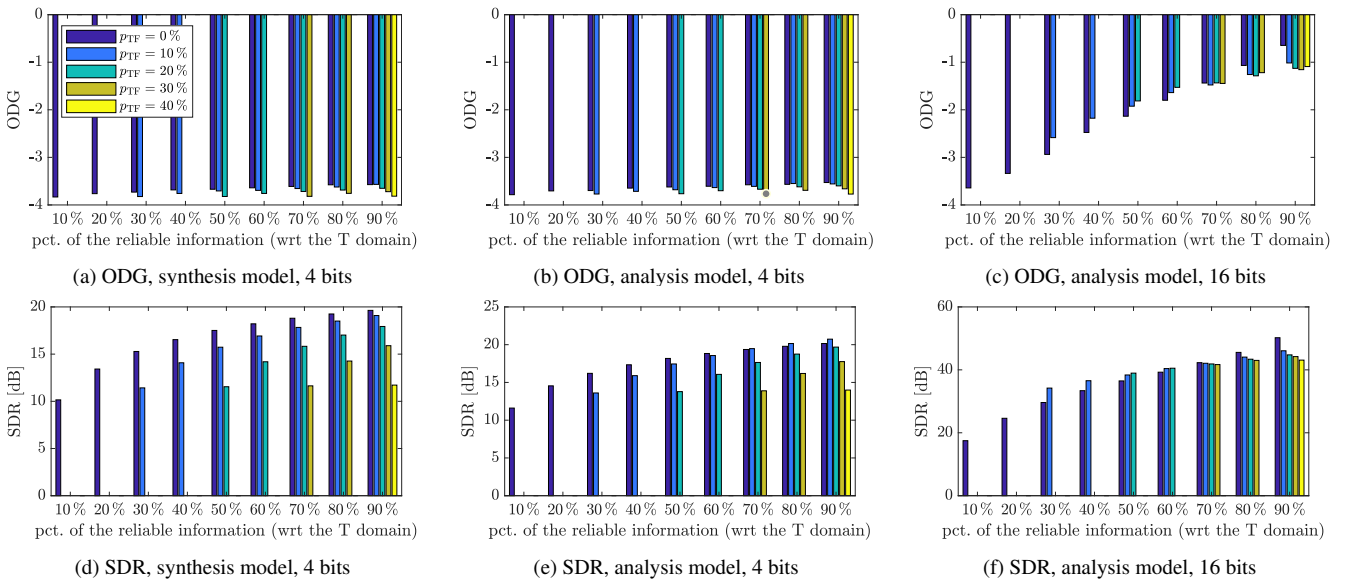 0
-1
-2
-3
-4
ODG
p_TF = 0 %
p_TF = 10 %
p_TF = 20 %
p_TF = 30 %
p_TF = 40 %
10 % 20 % 30 % 40 % 50 % 60 % 70 % 80 % 90 %
pct. of the reliable information (wrt the T domain)
(a) ODG, synthesis model, 4 bits
0
-1
-2
-3
-4
ODG
10 % 20 % 30 % 40 % 50 % 60 % 70 % 80 % 90 %
pct. of the reliable information (wrt the T domain)
(b) ODG, analysis model, 4 bits
0
-1
-2
-3
-4
ODG
10 % 20 % 30 % 40 % 50 % 60 % 70 % 80 % 90 %
pct. of the reliable information (wrt the T domain)
(c) ODG, analysis model, 16 bits
20
15
10
5
0
SDR [dB]
10 % 20 % 30 % 40 % 50 % 60 % 70 % 80 % 90 %
pct. of the reliable information (wrt the T domain)
(d) SDR, synthesis model, 4 bits
25
20
15
10
5
0
SDR [dB]
10 % 20 % 30 % 40 % 50 % 60 % 70 % 80 % 90 %
pct. of the reliable information (wrt the T domain)
(e) SDR, analysis model, 4 bits
60
40
20
0
SDR [dB]
10 % 20 % 30 % 40 % 50 % 60 % 70 % 80 % 90 %
pct. of the reliable information (wrt the T domain)
(f) SDR, analysis model, 16 bits